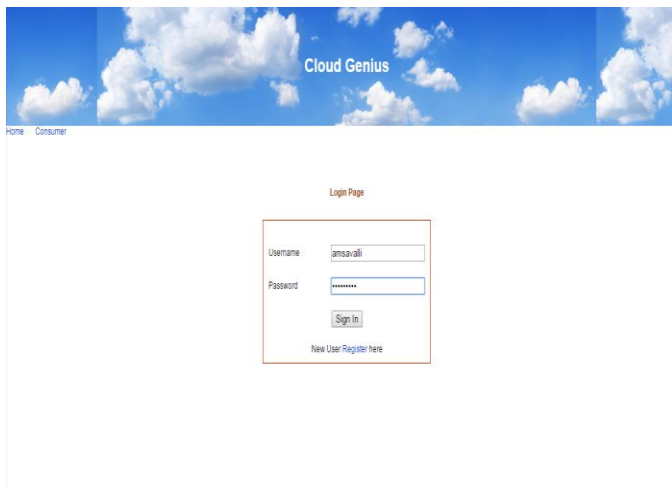 Cloud Genius
Home Consumer
Login Page
Username amsavalli
Password •••••••••
Sign In
New User Register here